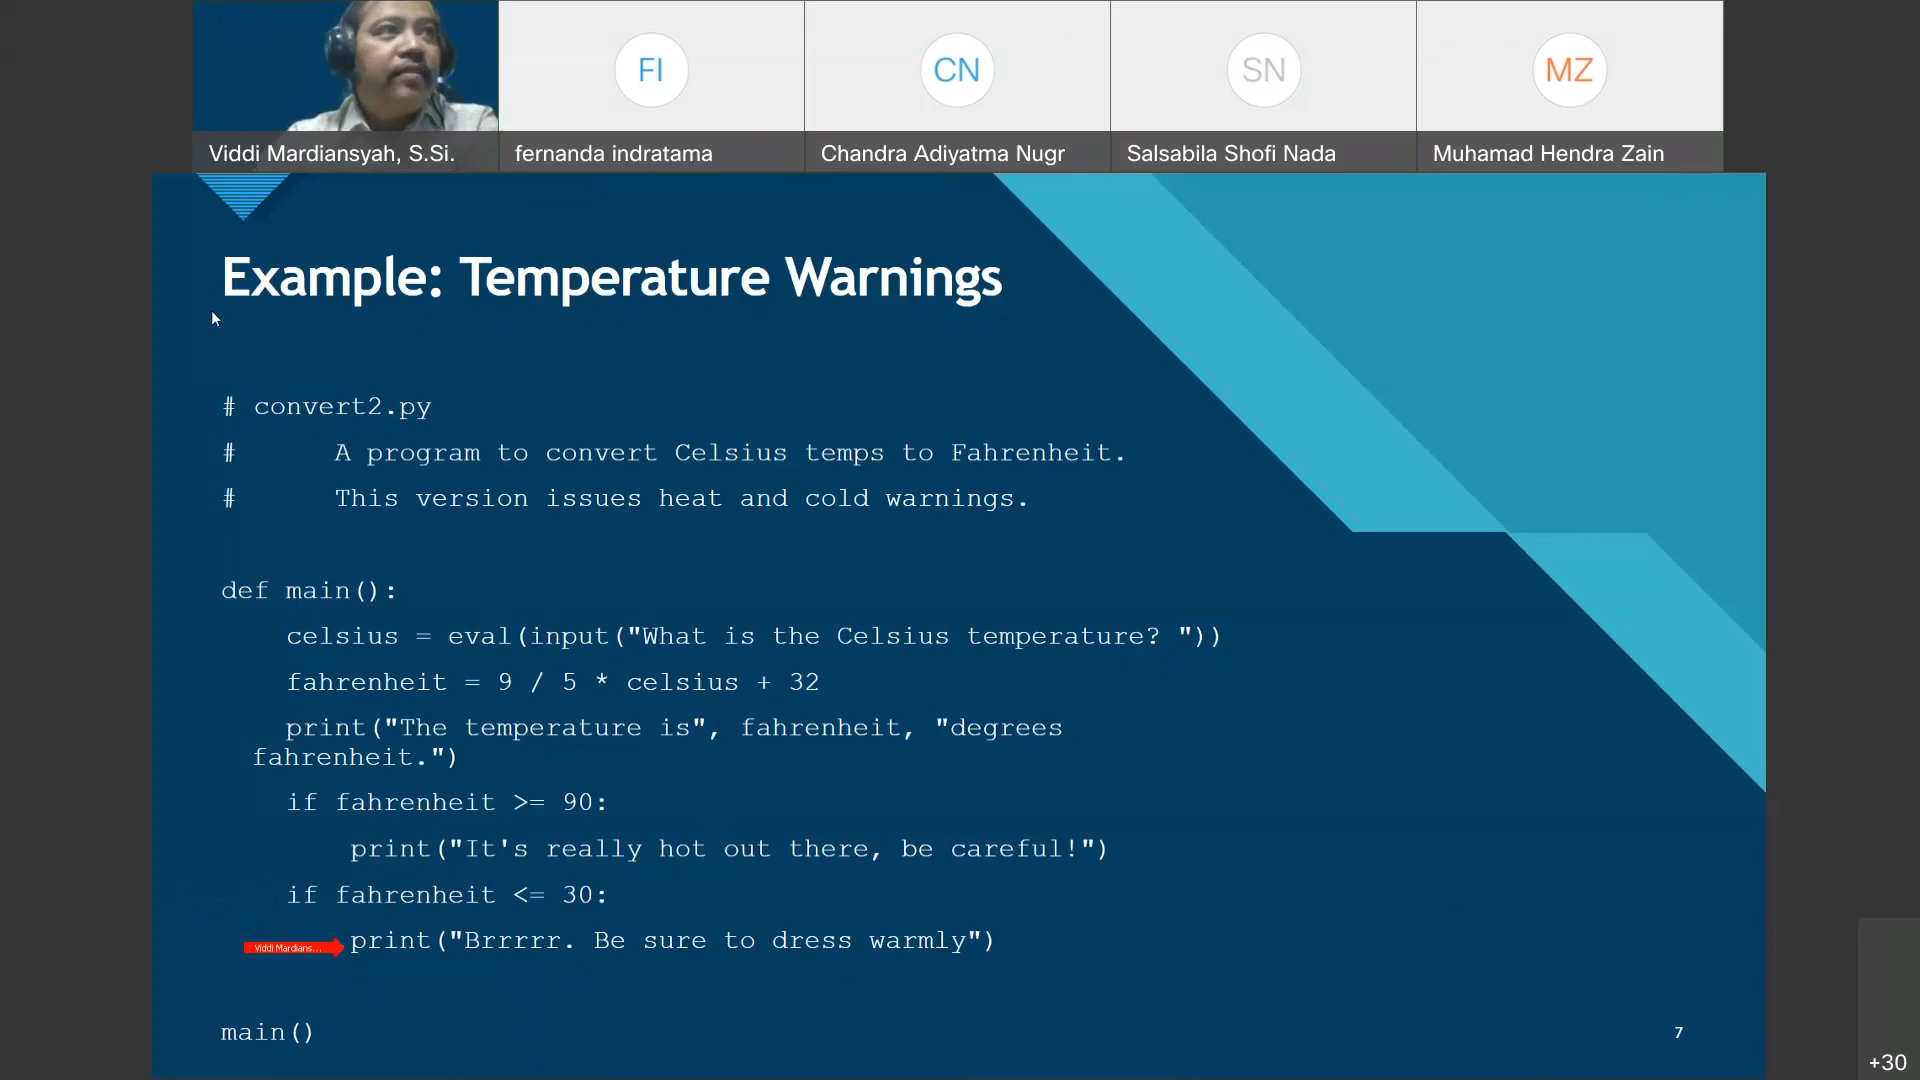 FI
CN
SN
MZ
Viddi Mardiansyah, S.Si.
fernanda indratama
Chandra Adiyatma Nugr
Salsabila Shofi Nada
Muhamad Hendra Zain
Example: Temperature Warnings
# convert2.py
#      A program to convert Celsius temps to Fahrenheit.
#      This version issues heat and cold warnings.
def main():
    celsius = eval(input("What is the Celsius temperature? "))
    fahrenheit = 9 / 5 * celsius + 32
    print("The temperature is", fahrenheit, "degrees
  fahrenheit.")
    if fahrenheit >= 90:
        print("It's really hot out there, be careful!")
    if fahrenheit <= 30:
Viddi Mardians...
        print("Brrrrr. Be sure to dress warmly")
main()
7
+30